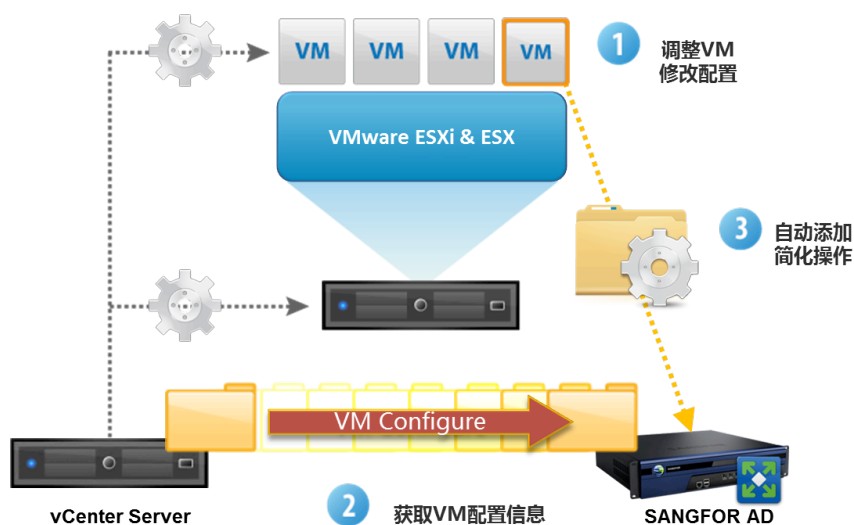 VM
VM
VM
VM
1
调整VM
修改配置
VMware ESXi & ESX
3
自动添加
简化操作
VM Configure
vCenter Server
2
获取VM配置信息
SANGFOR AD